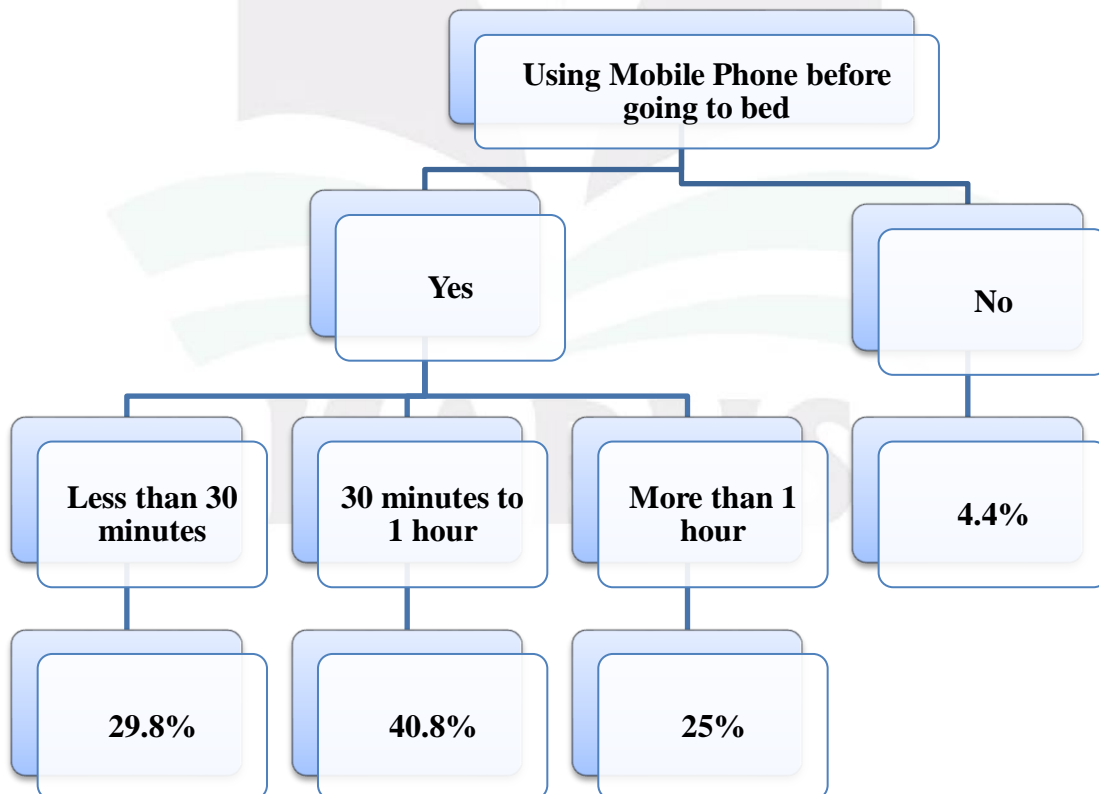 Using Mobile Phone before
going to bed
Yes
No
Less than 30
minutes
30 minutes to
1 hour
More than 1
hour
4.4%
29.8%
40.8%
25%